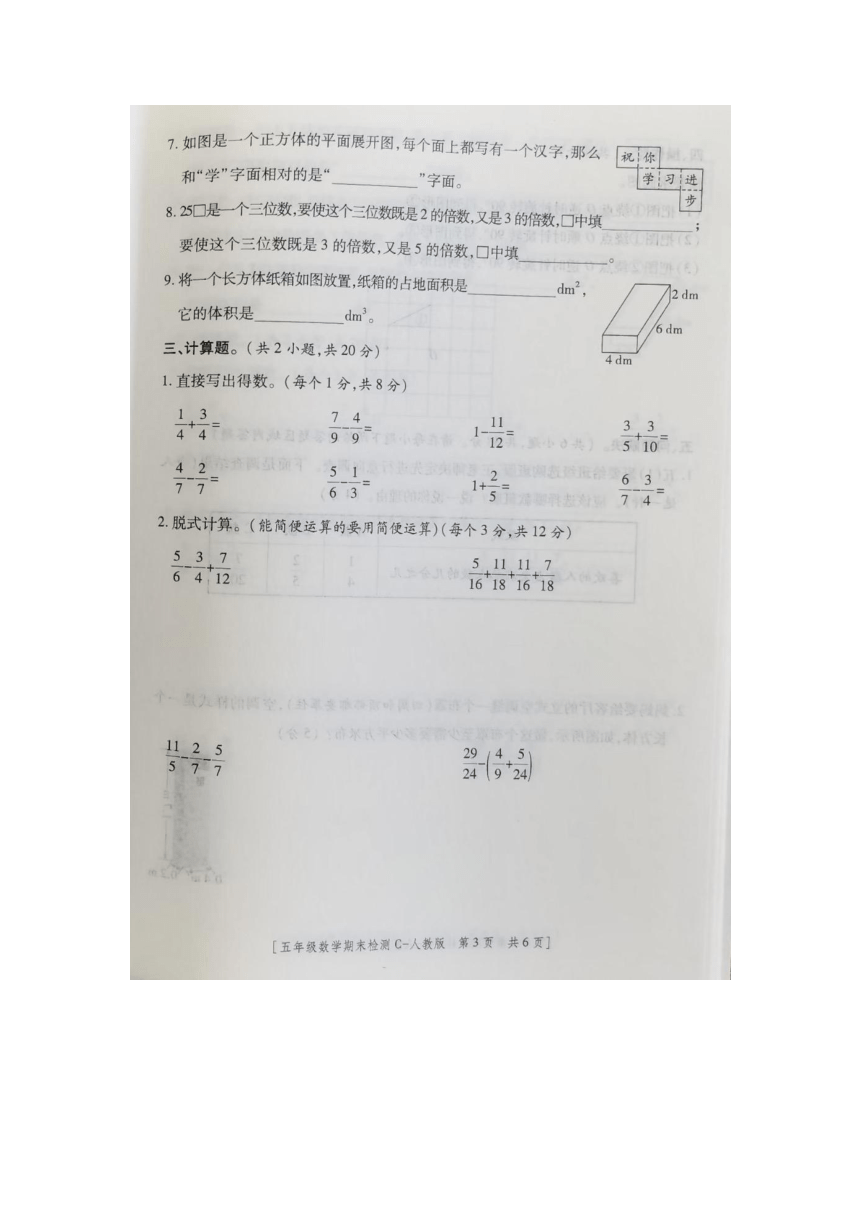 7. 如图是一个正方体的平面展开图,每个面上都写有一个汉字,那么
和“学”字面相对的是“________”字面。
祝 你
学 习 进
步
8. 25□是一个三位数,要使这个三位数既是2的倍数,又是3的倍数,□中填________;
要使这个三位数既是3的倍数,又是5的倍数,□中填________。
9. 将一个长方体纸箱如图放置,纸箱的占地面积是________dm²,
它的体积是________dm³。
2 dm
6 dm
4 dm
三、计算题。(共2小题,共20分)
1. 直接写出得数。(每个1分,共8分)
1/4+3/4= 7/9-4/9= 1-11/12= 3/5+3/10=
4/7-2/7= 5/6-1/3= 1+2/5= 6/7-3/4=
2. 脱式计算。(能简便运算的要用简便运算)(每个3分,共12分)
5/6-3/4+7/12 5/16+11/18+11/16+7/18
11/5-2/7-5/7 29/24-(4/9+5/24)
[五年级数学期末检测C-人教版 第3页 共6页]